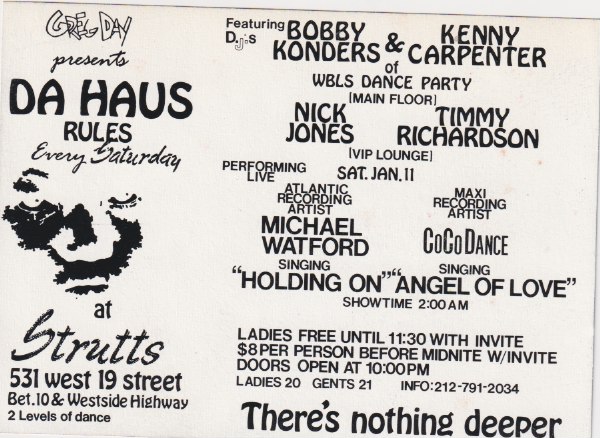 GREG DAY
presents
DA HAUS
RULES
Every Saturday
at
Strutts
531 west 19 street
Bet.10 & Westside Highway
2 Levels of dance
Featuring
D.j.s
BOBBY KONDERS & KENNY CARPENTER
of
WBLS DANCE PARTY
[MAIN FLOOR]
NICK JONES
TIMMY RICHARDSON
[VIP LOUNGE]
PERFORMING LIVE
SAT. JAN. 11
ATLANTIC
RECORDING
ARTIST
MICHAEL
WATFORD
SINGING
"HOLDING ON"
MAXI
RECORDING
ARTIST
COCO DANCE
SINGING
"ANGEL OF LOVE"
SHOWTIME 2:00 AM
LADIES FREE UNTIL 11:30 WITH INVITE
$8 PER PERSON BEFORE MIDNITE W/INVITE
DOORS OPEN AT 10:00PM
LADIES 20 GENTS 21 INFO:212-791-2034
There's nothing deeper